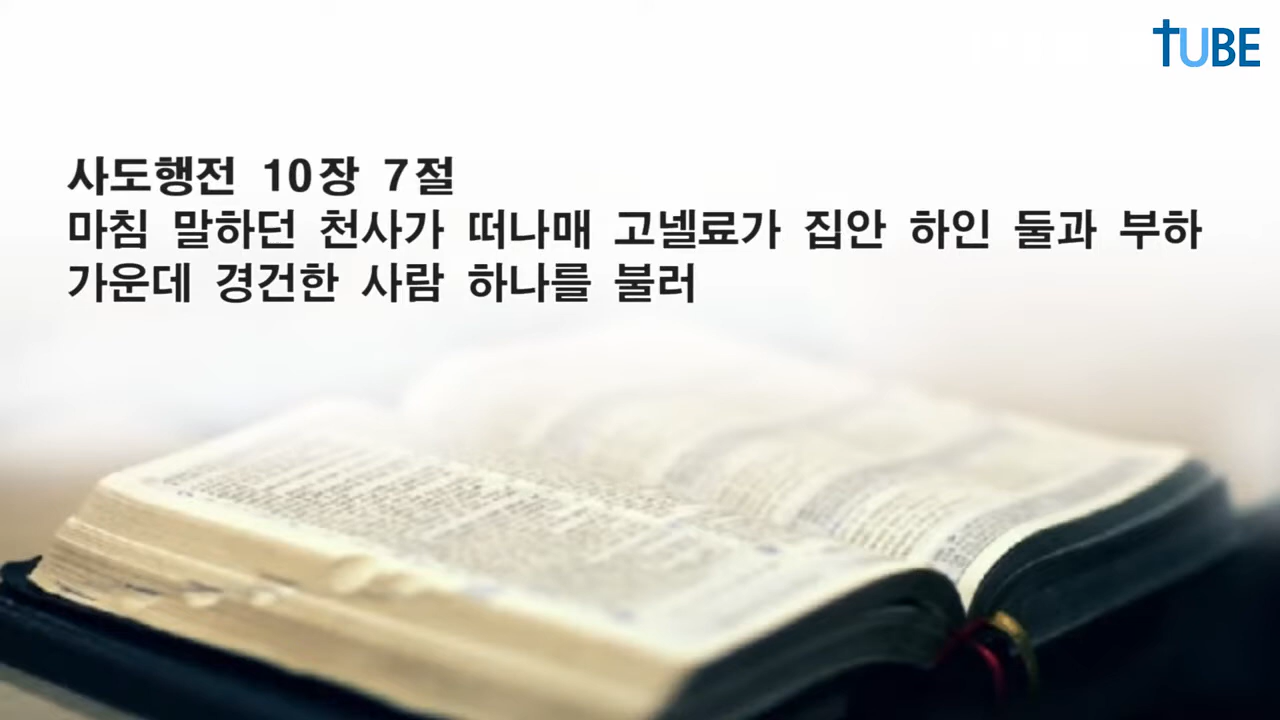 tUBE
사도행전 10장 7절
마침 말하던 천사가 떠나매 고넬료가 집안 하인 둘과 부하
가운데 경건한 사람 하나를 불러